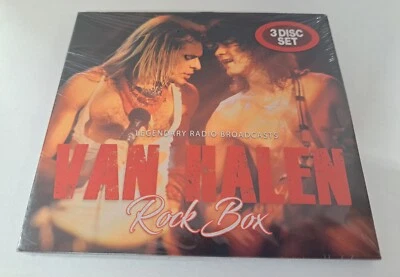 3 DISC
SET
LEGENDARY RADIO BROADCASTS
VAN HALEN
Rock Box